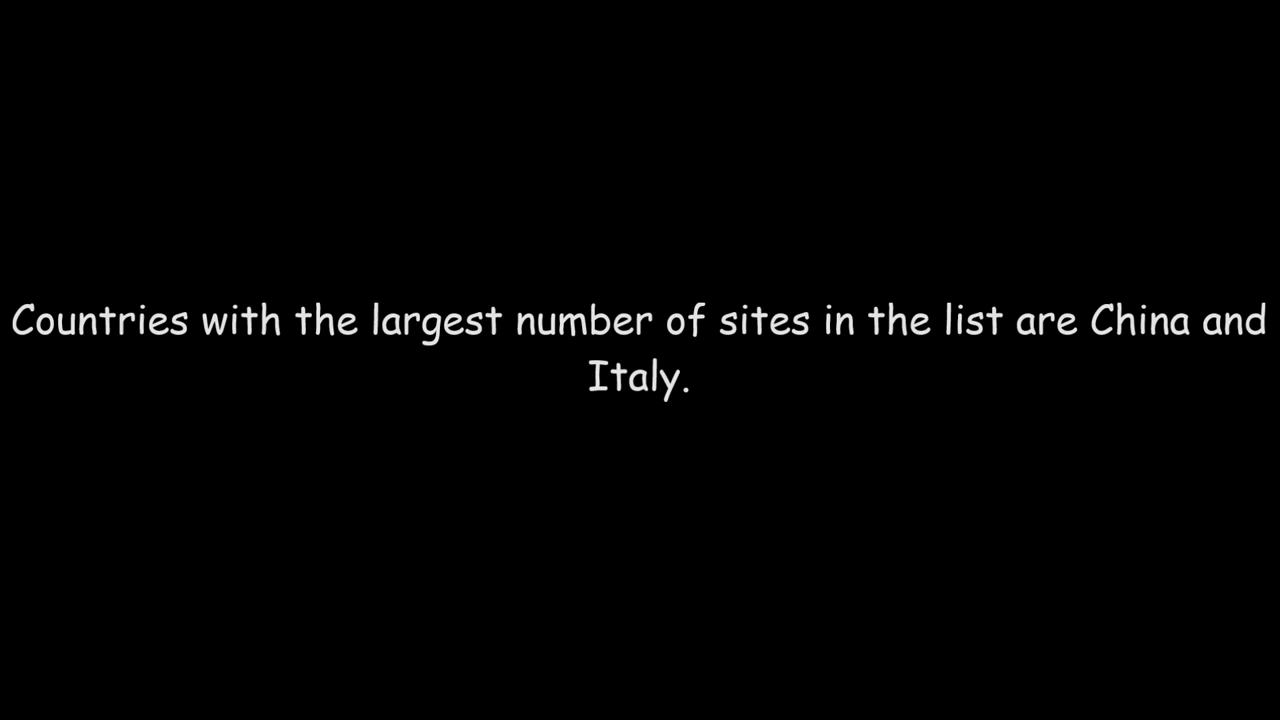 Countries with the largest number of sites in the list are China and
Italy.